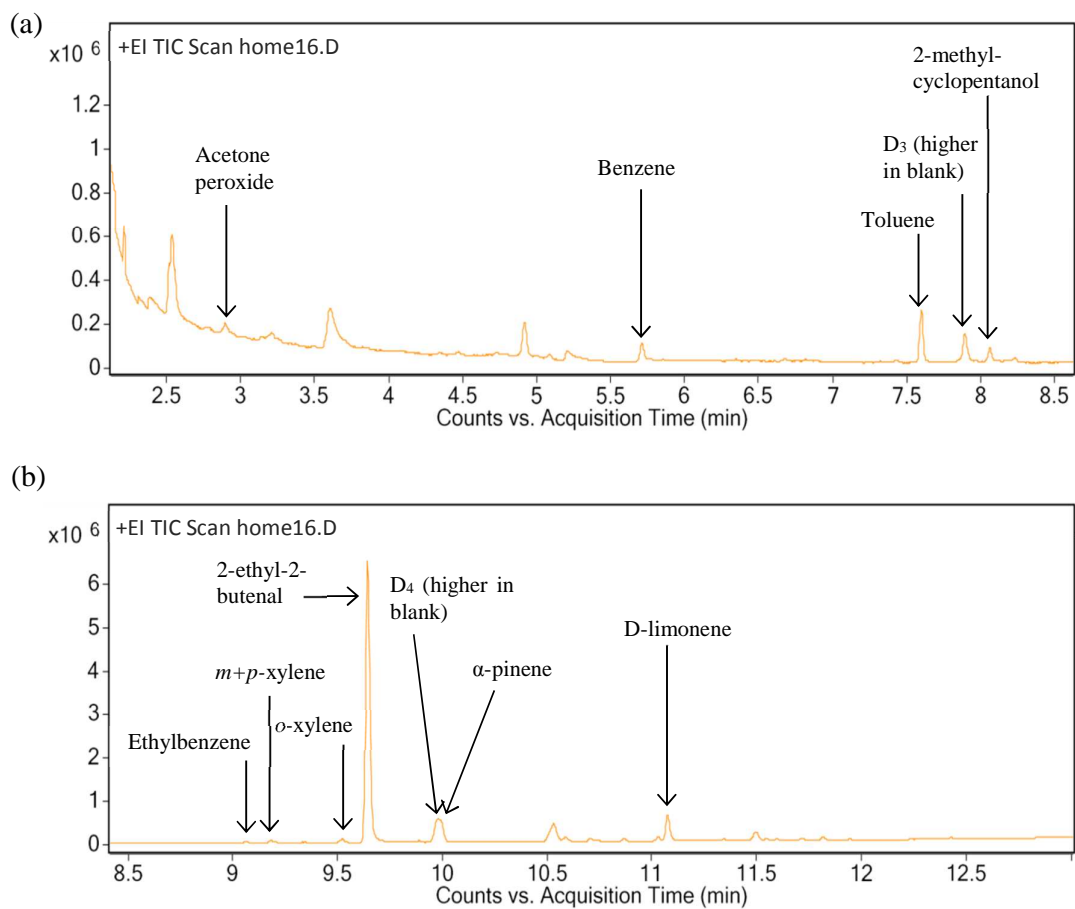 (a)
+EI TIC Scan home16.D
x10 6
1.2
1
0.8
0.6
0.4
0.2
0
Acetone
peroxide
Benzene
Toluene
D3 (higher
in blank)
2-methyl-
cyclopentanol
2.5 3 3.5 4 4.5 5 5.5 6 6.5 7 7.5 8 8.5
Counts vs. Acquisition Time (min)
(b)
+EI TIC Scan home16.D
x10 6
6
5
4
3
2
1
0
Ethylbenzene
m+p-xylene
o-xylene
2-ethyl-2-
butenal
D4 (higher in
blank)
α-pinene
D-limonene
8.5 9 9.5 10 10.5 11 11.5 12 12.5
Counts vs. Acquisition Time (min)